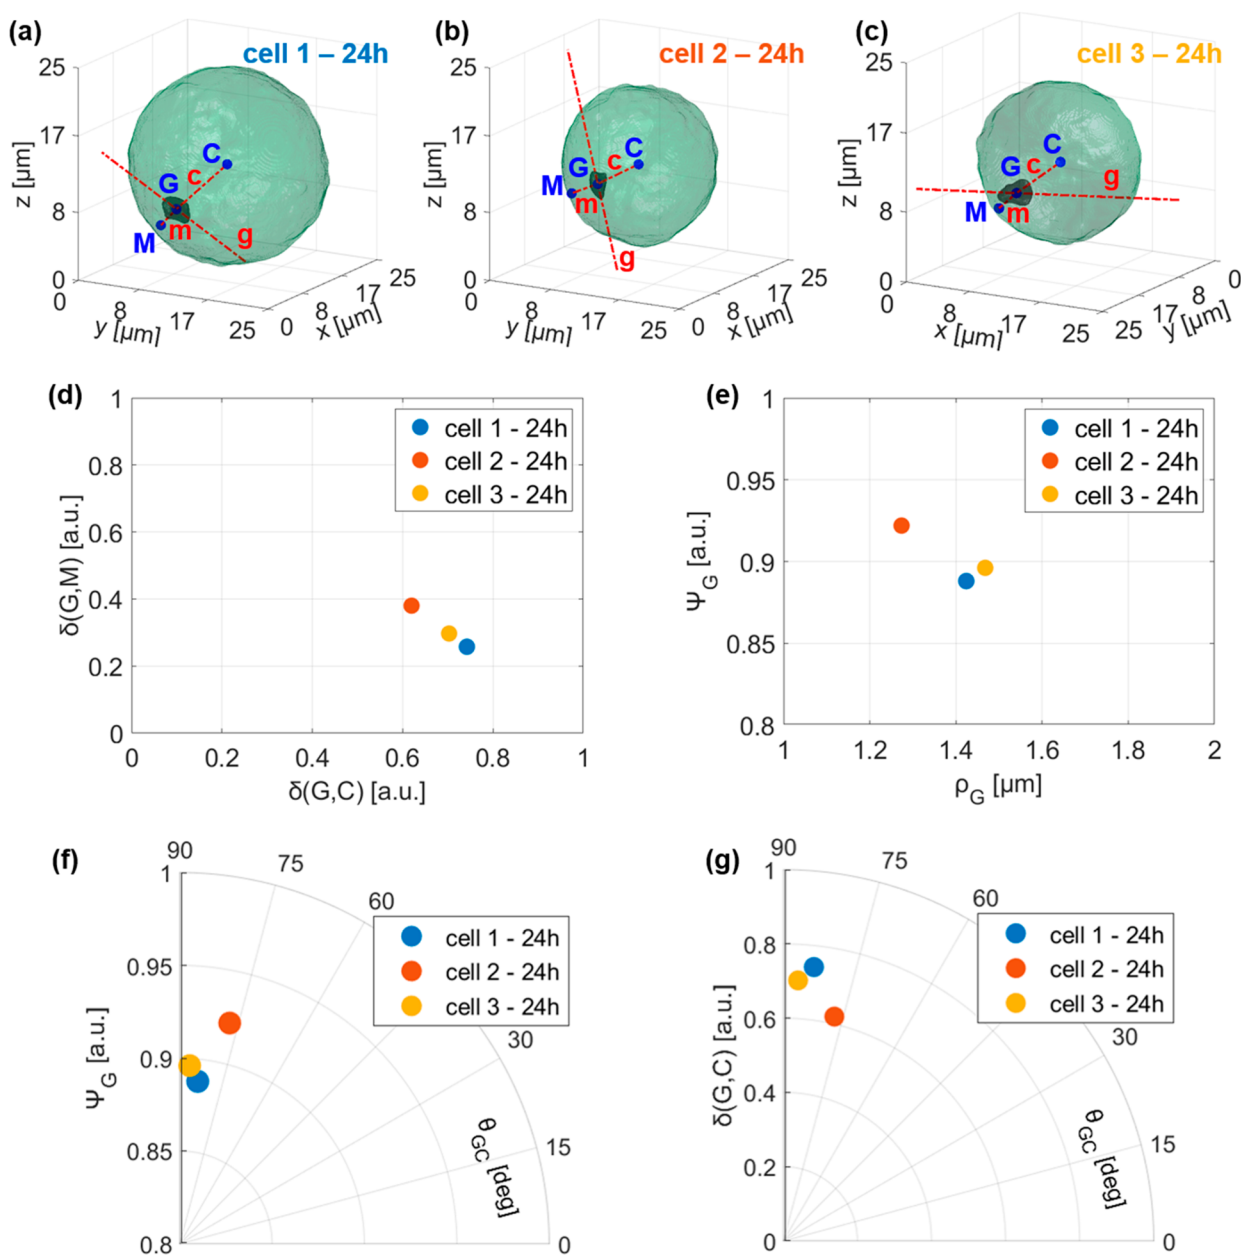 (a)
cell 1 – 24h
25
17
8
0
z [μm]
C
c
G
M
m
g
0
8
17
25
y [μm]
0
8
17
25
x [μm]
(b)
cell 2 – 24h
25
17
8
0
z [μm]
C
c
G
M
m
g
0
8
17
25
y [μm]
0
8
17
25
x [μm]
(c)
cell 3 – 24h
25
17
8
0
z [μm]
C
c
G
g
M
m
0
8
17
25
x [μm]
25
17
8
0
y [μm]
(d)
1
0.8
0.6
0.4
0.2
0
δ(G,M) [a.u.]
cell 1 - 24h
cell 2 - 24h
cell 3 - 24h
0 0.2 0.4 0.6 0.8 1
δ(G,C) [a.u.]
(e)
1
0.95
0.9
0.85
0.8
Ψ_G [a.u.]
cell 1 - 24h
cell 2 - 24h
cell 3 - 24h
1 1.2 1.4 1.6 1.8 2
ρ_G [μm]
(f)
90
75
60
30
15
0
1
0.95
0.9
0.85
0.8
Ψ_G [a.u.]
cell 1 - 24h
cell 2 - 24h
cell 3 - 24h
θ_GC [deg]
(g)
90
75
60
30
15
0
1
0.8
0.6
0.4
0.2
0
δ(G,C) [a.u.]
cell 1 - 24h
cell 2 - 24h
cell 3 - 24h
θ_GC [deg]